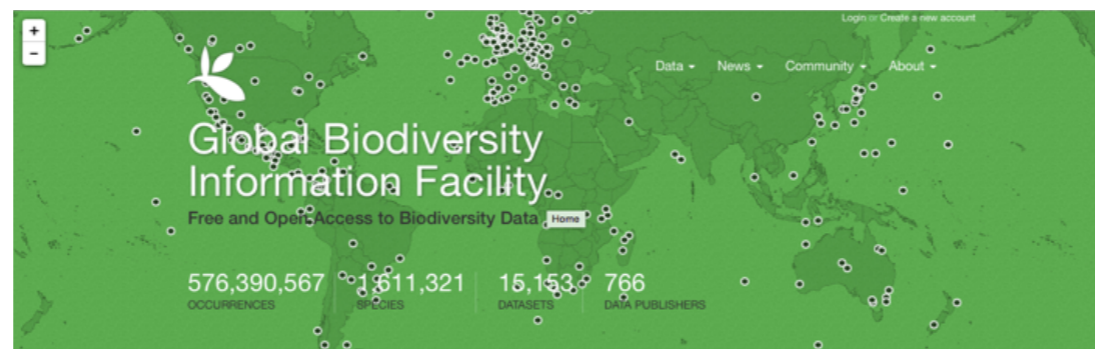 +
-
Login or Create a new account
Data News Community About
Global Biodiversity
Information Facility
Free and Open Access to Biodiversity Data Home
576,390,567 1,611,321 15,153 766
OCCURRENCES SPECIES DATASETS DATA PUBLISHERS